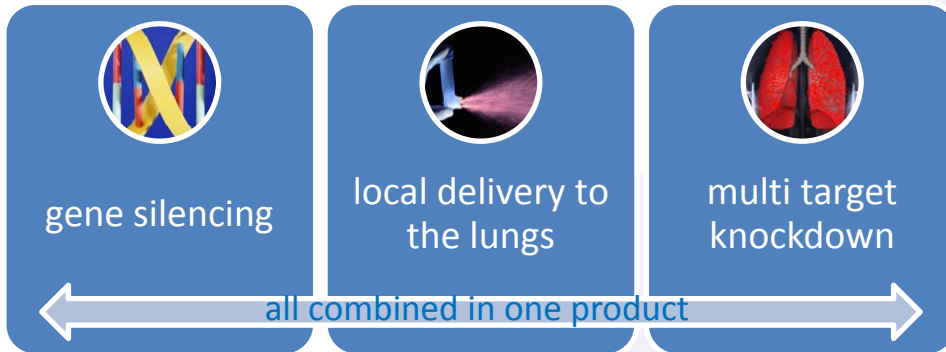 gene silencing
local delivery to
the lungs
multi target
knockdown
all combined in one product